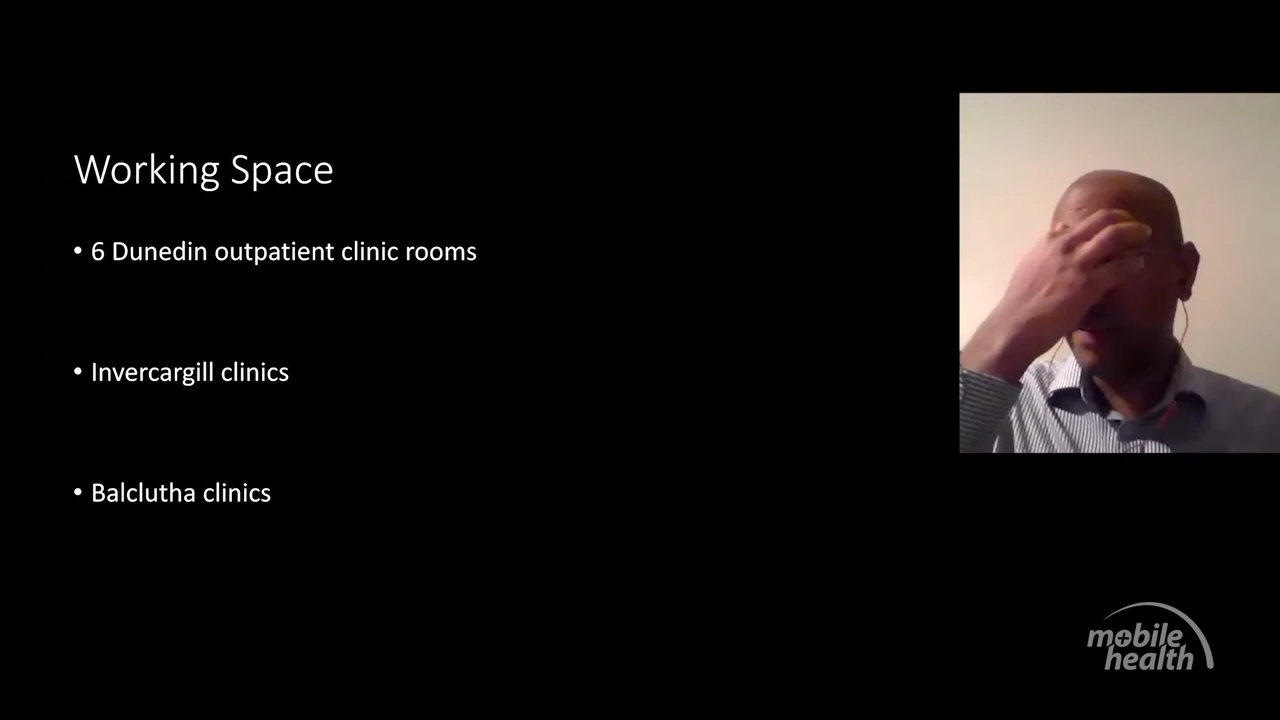 Working Space
• 6 Dunedin outpatient clinic rooms
• Invercargill clinics
• Balclutha clinics
mobile
health